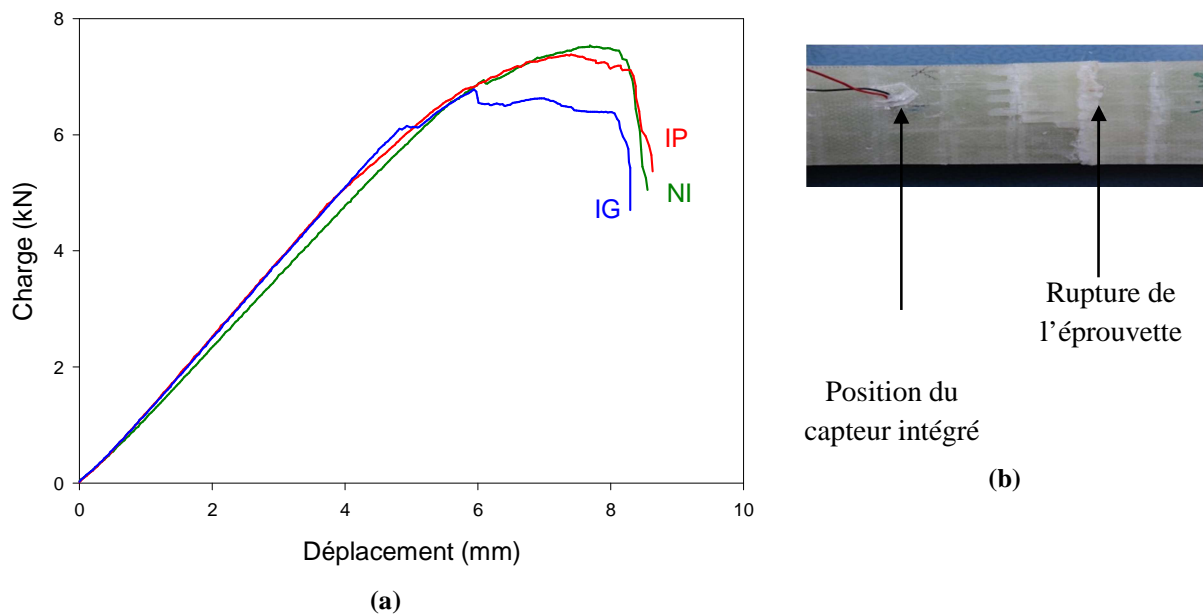 8
6
4
2
0
Charge (kN)
IP
NI
IG
0 2 4 6 8 10
Déplacement (mm)
(a)
Rupture de
l’éprouvette
Position du
capteur intégré
(b)